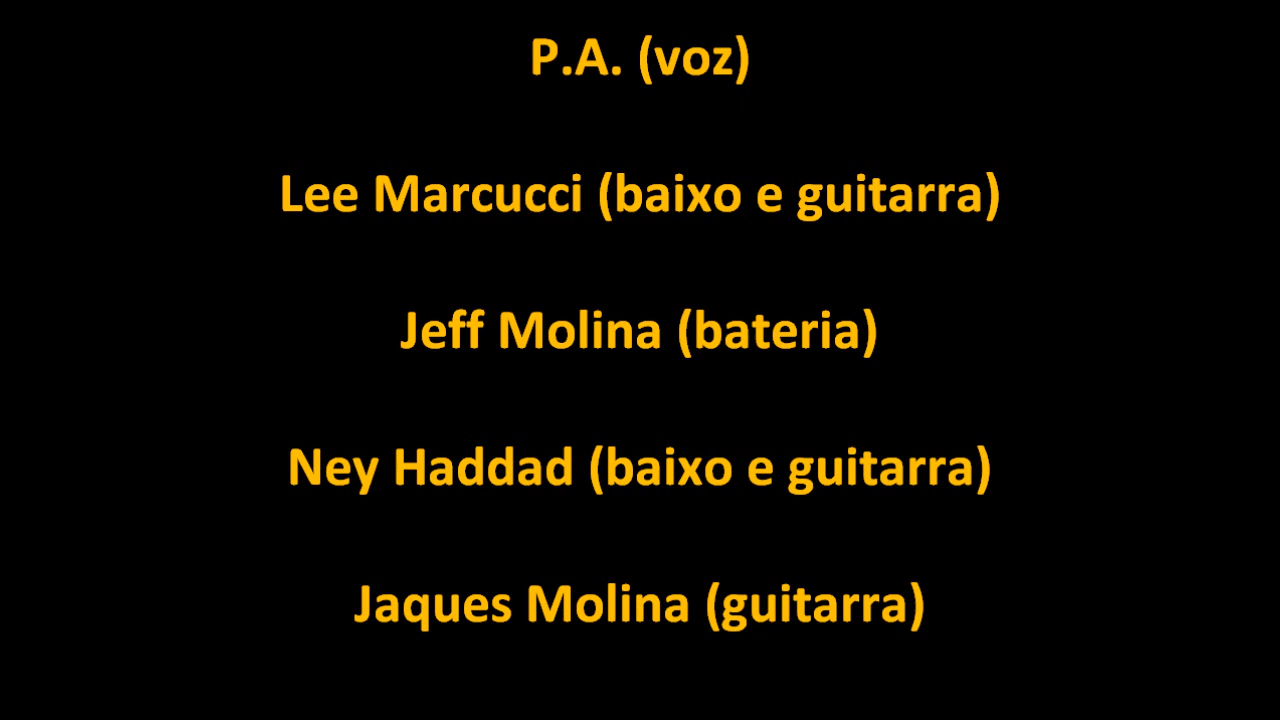 P.A. (voz)
Lee Marcucci (baixo e guitarra)
Jeff Molina (bateria)
Ney Haddad (baixo e guitarra)
Jaques Molina (guitarra)